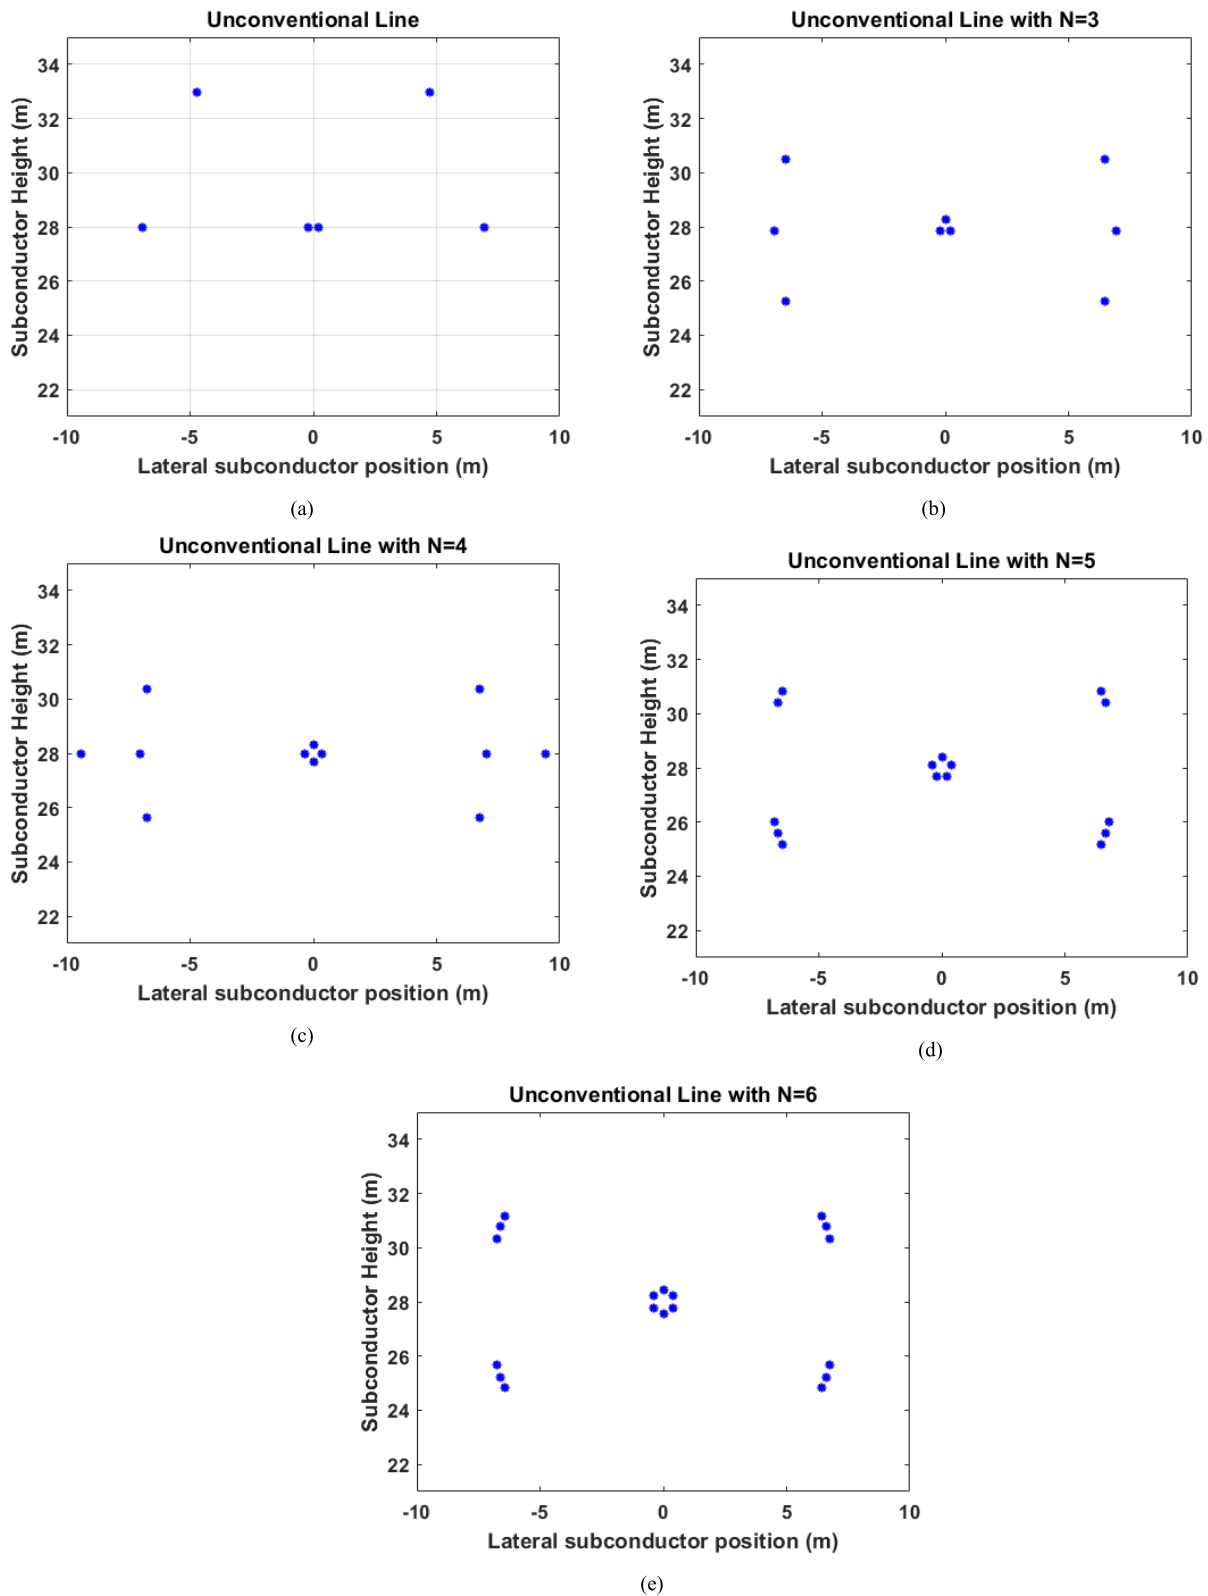 Unconventional Line
Subconductor Height (m)
34
32
30
28
26
24
22
-10 -5 0 5 10
Lateral subconductor position (m)
(a)
Unconventional Line with N=3
Subconductor Height (m)
34
32
30
28
26
24
22
-10 -5 0 5 10
Lateral subconductor position (m)
(b)
Unconventional Line with N=4
Subconductor Height (m)
34
32
30
28
26
24
22
-10 -5 0 5 10
Lateral subconductor position (m)
(c)
Unconventional Line with N=5
Subconductor Height (m)
34
32
30
28
26
24
22
-10 -5 0 5 10
Lateral subconductor position (m)
(d)
Unconventional Line with N=6
Subconductor Height (m)
34
32
30
28
26
24
22
-10 -5 0 5 10
Lateral subconductor position (m)
(e)